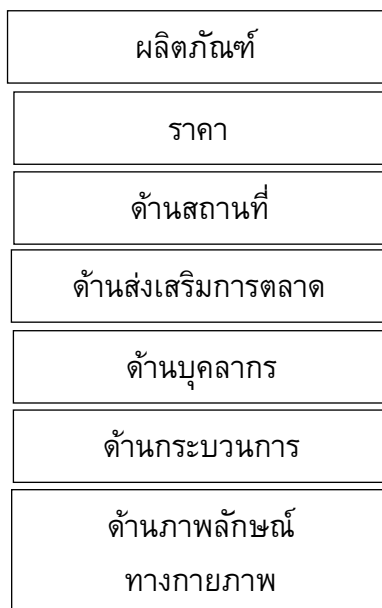 ผลิตภัณฑ์
ราคา
ด้านสถานที่
ด้านส่งเสริมการตลาด
ด้านบุคลากร
ด้านกระบวนการ
ด้านภาพลักษณ์
ทางกายภาพ